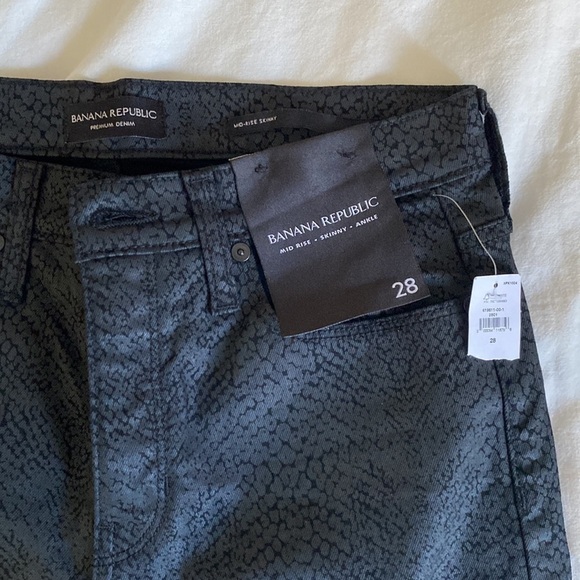 BANANA REPUBLIC
PREMIUM DENIM
MID-RISE SKINNY
BANANA REPUBLIC
MID RISE • SKINNY • ANKLE
28
28